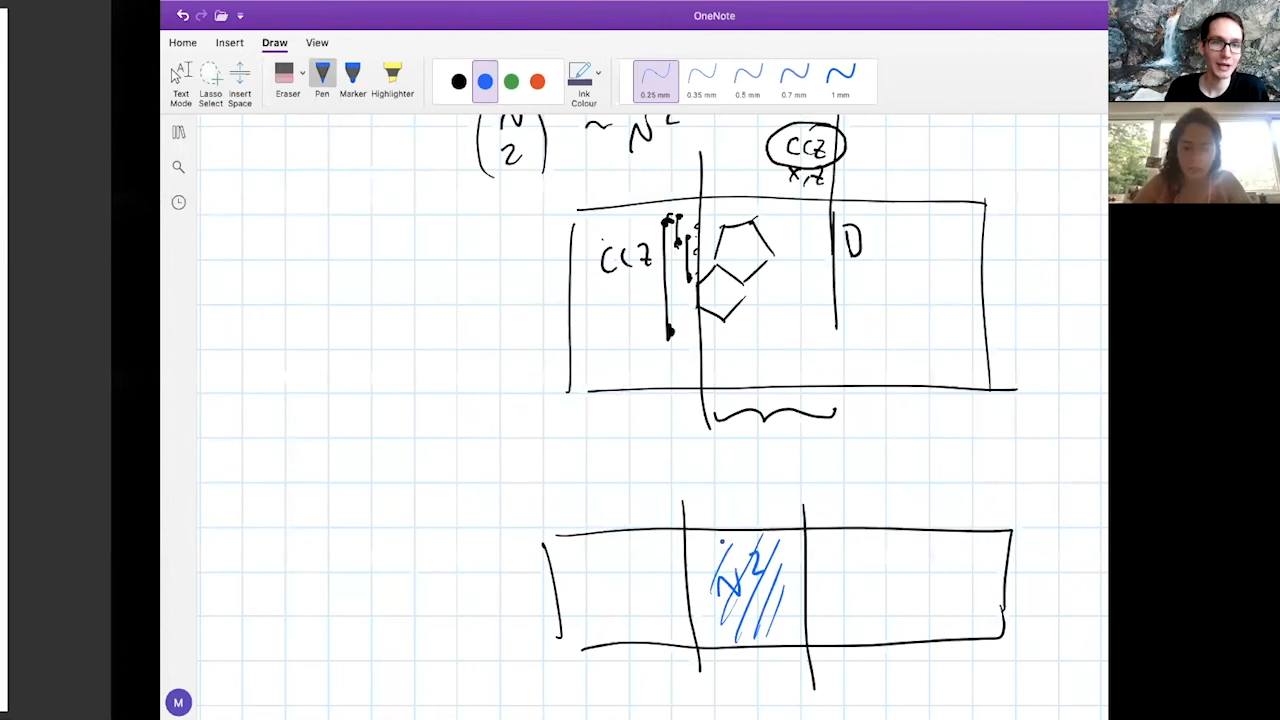 OneNote
Home Insert Draw View
Text Mode
Lasso Select
Insert Space
Eraser
Pen
Marker
Highlighter
Ink Colour
0.25 mm
0.35 mm
0.5 mm
0.7 mm
1 mm
(N 2) ~ N²
CCZ
x,z
CCZ
D
N²
M